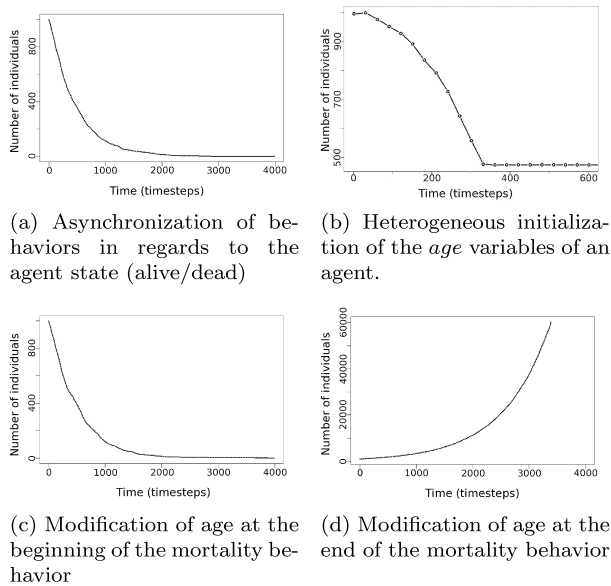 Number of individuals
800
400
0
0 1000 2000 3000 4000
Time (timesteps)
(a) Asynchronization of be-
haviors in regards to the
agent state (alive/dead)
Number of individuals
900
700
500
0 200 400 600
Time (timesteps)
(b) Heterogeneous initializa-
tion of the age variables of an
agent.
Number of individuals
800
400
0
0 1000 2000 3000 4000
Time (timesteps)
(c) Modification of age at the
beginning of the mortality be-
havior
Number of individuals
60000
40000
20000
0
0 1000 2000 3000 4000
Time (timesteps)
(d) Modification of age at the
end of the mortality behavior